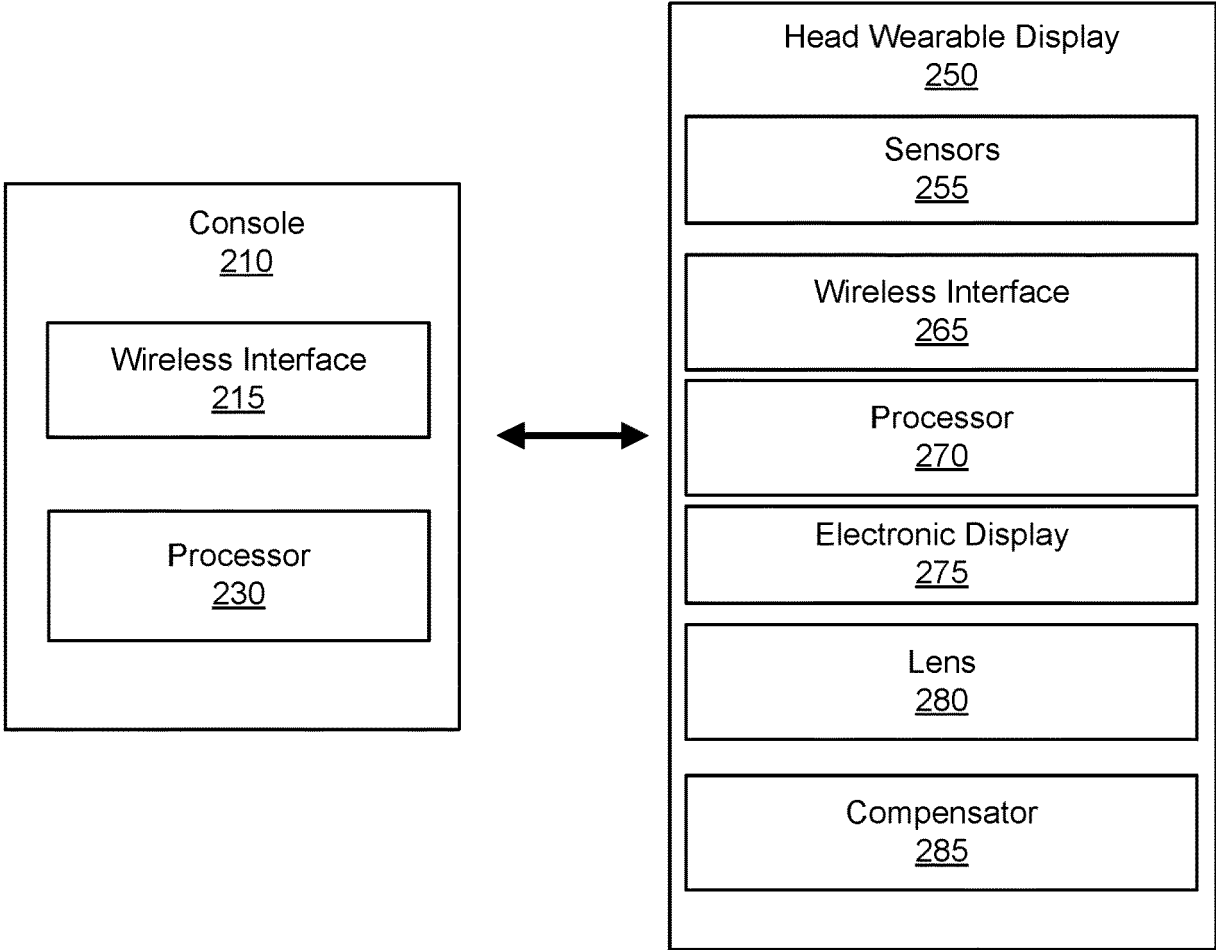 Console
210
Wireless Interface
215
Processor
230
Head Wearable Display
250
Sensors
255
Wireless Interface
265
Processor
270
Electronic Display
275
Lens
280
Compensator
285